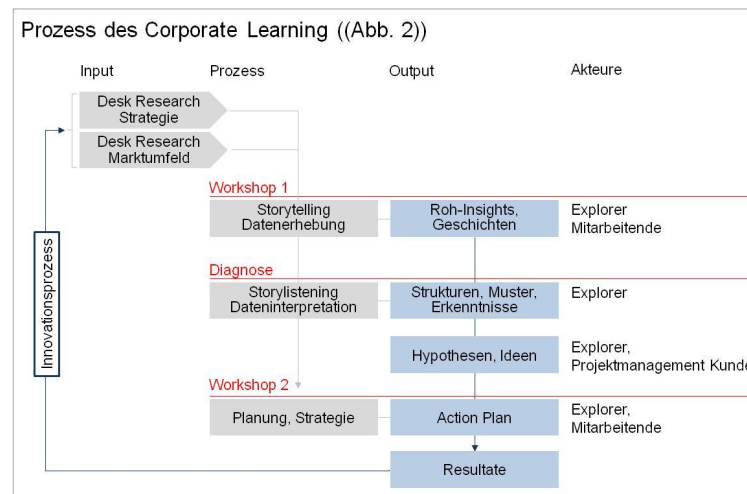 Prozess des Corporate Learning ((Abb. 2))
Input Prozess Output Akteure
Desk Research
Strategie
Desk Research
Marktumfeld
Workshop 1
Storytelling
Datenerhebung
Roh-Insights,
Geschichten
Explorer
Mitarbeitende
Innovationsprozess
Diagnose
Storylistening
Dateninterpretation
Strukturen, Muster,
Erkenntnisse
Explorer
Hypothesen, Ideen
Explorer,
Projektmanagement Kunde
Workshop 2
Planung, Strategie
Action Plan
Explorer,
Mitarbeitende
Resultate